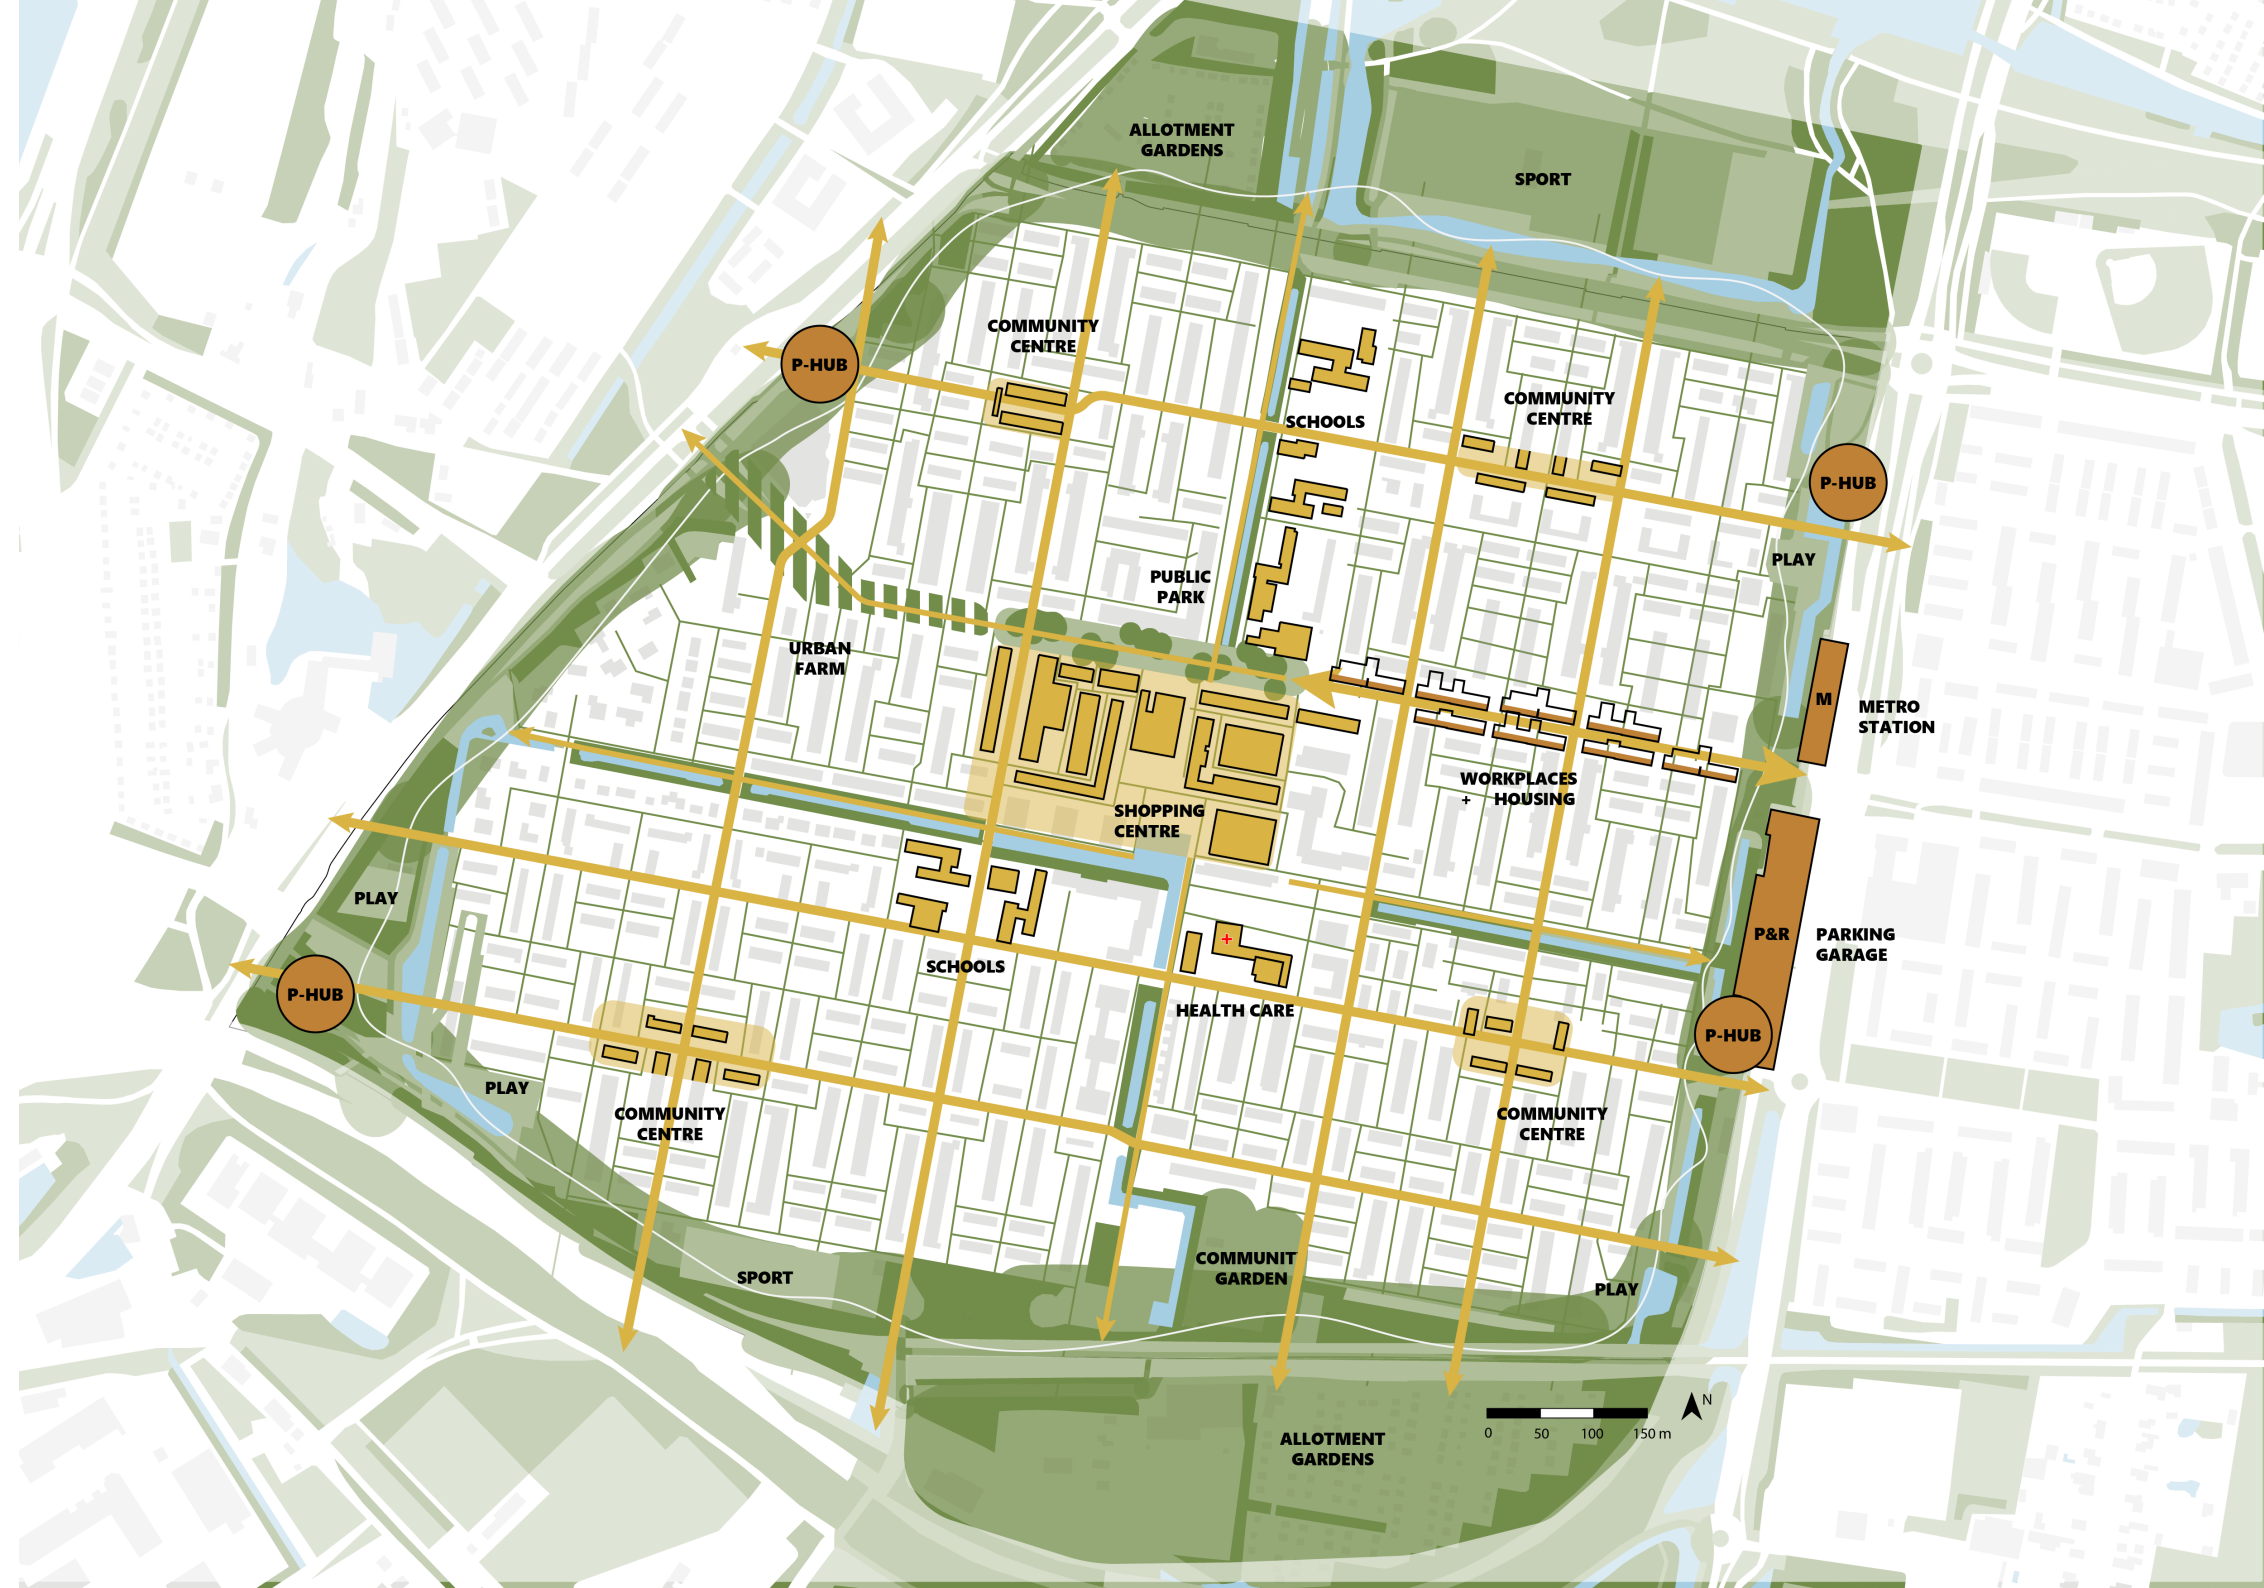 ALLOTMENT
GARDENS
SPORT
COMMUNITY
CENTRE
P-HUB
COMMUNITY
CENTRE
SCHOOLS
P-HUB
PLAY
PUBLIC
PARK
URBAN
FARM
M
METRO
STATION
WORKPLACES
+ HOUSING
SHOPPING
CENTRE
PLAY
P&R
PARKING
GARAGE
SCHOOLS
P-HUB
HEALTH CARE
P-HUB
PLAY
COMMUNITY
CENTRE
COMMUNITY
CENTRE
COMMUNIT
GARDEN
SPORT
PLAY
N
0 50 100 150 m
ALLOTMENT
GARDENS